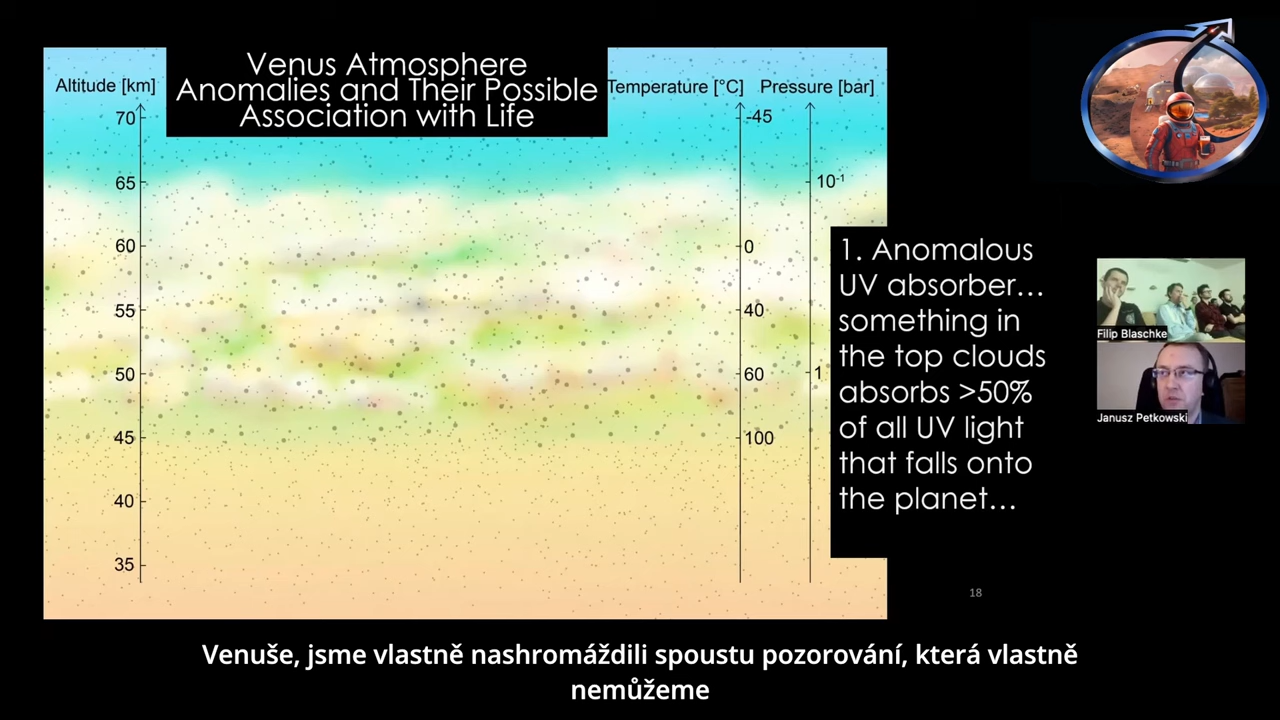 Venus Atmosphere
Anomalies and Their Possible
Association with Life
Altitude [km]
Temperature [°C]
Pressure [bar]
70
65
60
55
50
45
40
35
-45
0
40
60
100
10-1
1
1. Anomalous
UV absorber...
something in
the top clouds
absorbs >50%
of all UV light
that falls onto
the planet...
18
Filip Blaschke
Janusz Petkowski
Venuše, jsme vlastně nashromáždili spoustu pozorování, která vlastně
nemůžeme